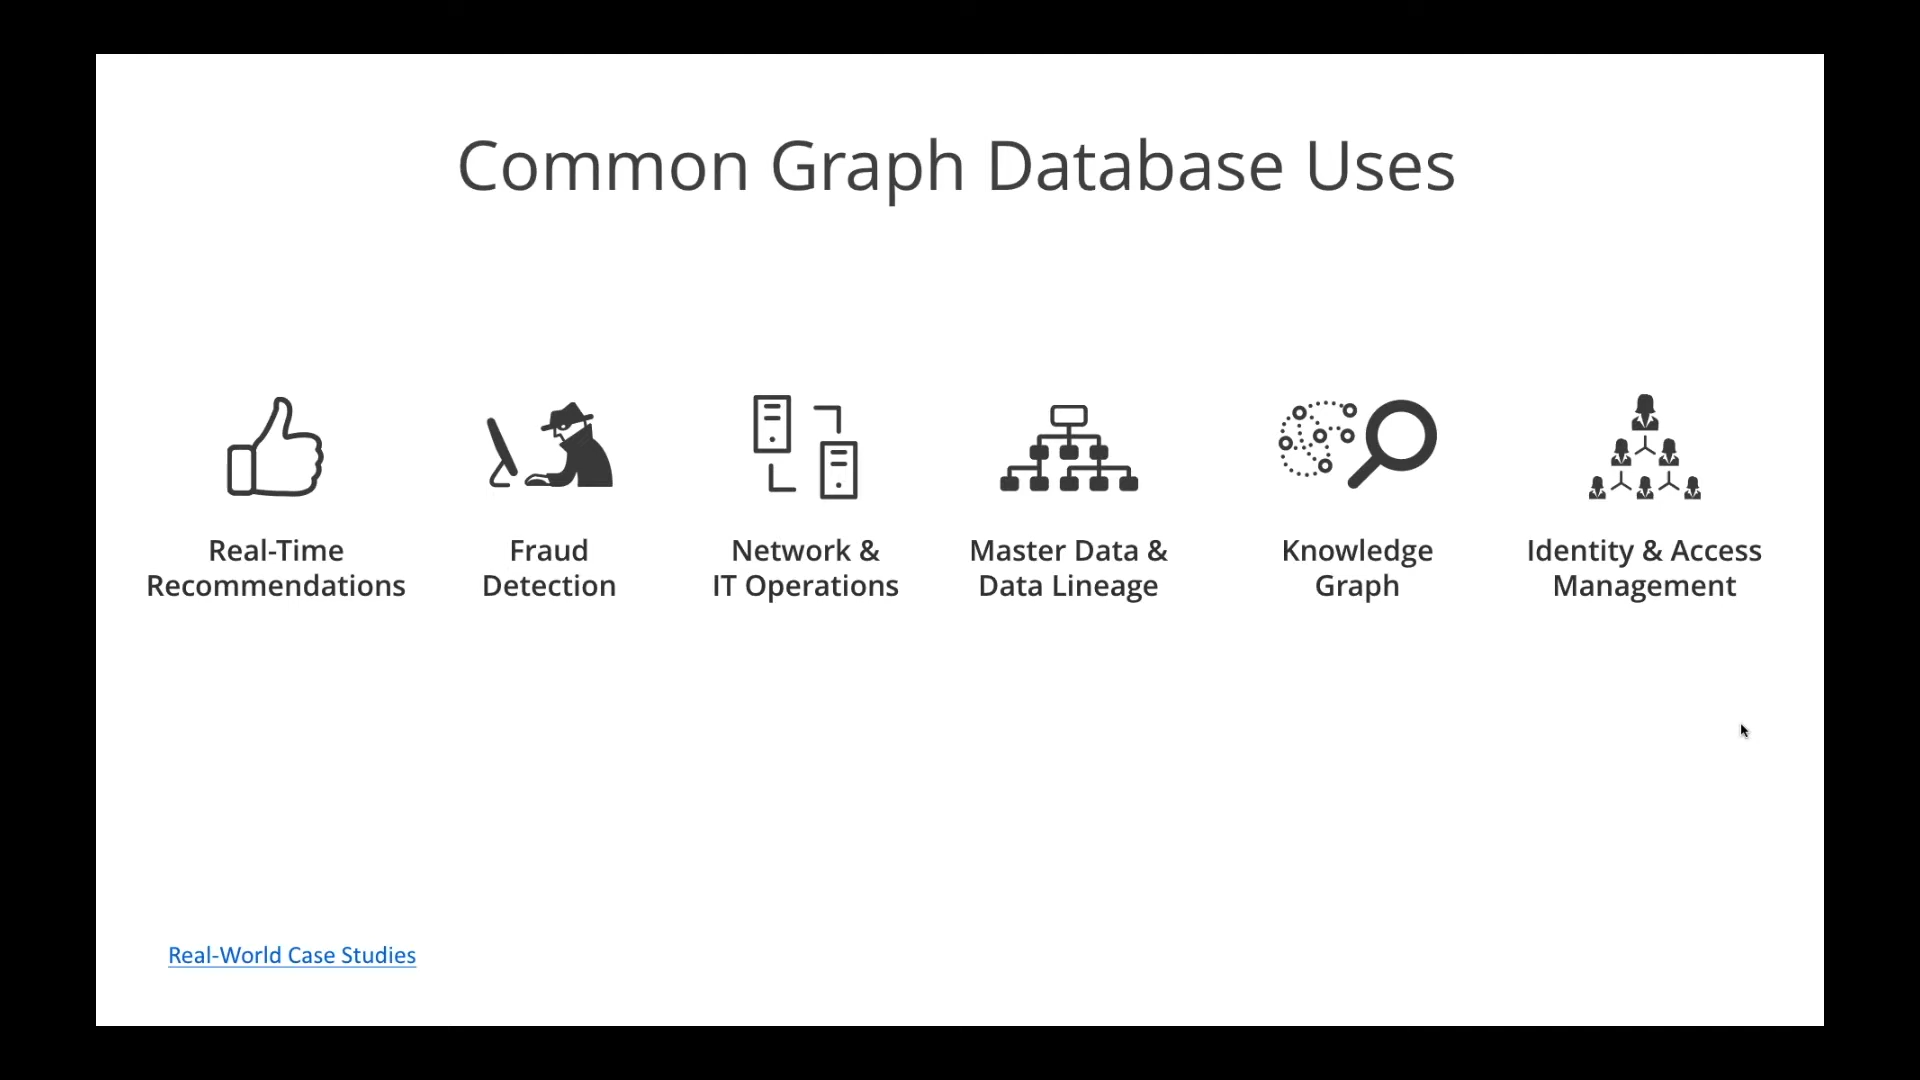 Common Graph Database Uses
Real-Time
Recommendations
Fraud
Detection
Network &
IT Operations
Master Data &
Data Lineage
Knowledge
Graph
Identity & Access
Management
Real-World Case Studies